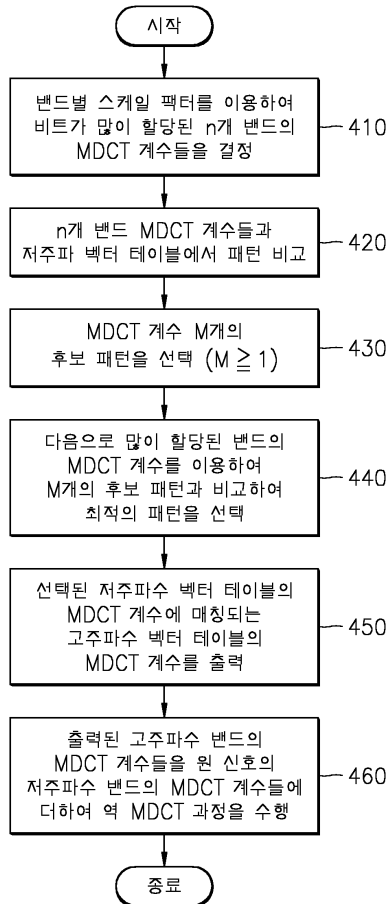 시작
밴드별 스케일 팩터를 이용하여
비트가 많이 할당된 n개 밴드의
MDCT 계수들을 결정
410
n개 밴드 MDCT 계수들과
저주파 벡터 테이블에서 패턴 비교
420
MDCT 계수 M개의
후보 패턴을 선택 (M ≧ 1)
430
다음으로 많이 할당된 밴드의
MDCT 계수를 이용하여
M개의 후보 패턴과 비교하여
최적의 패턴을 선택
440
선택된 저주파수 벡터 테이블의
MDCT 계수에 매칭되는
고주파수 벡터 테이블의
MDCT 계수를 출력
450
출력된 고주파수 밴드의
MDCT 계수들을 원 신호의
저주파수 밴드의 MDCT 계수들에
더하여 역 MDCT 과정을 수행
460
종료